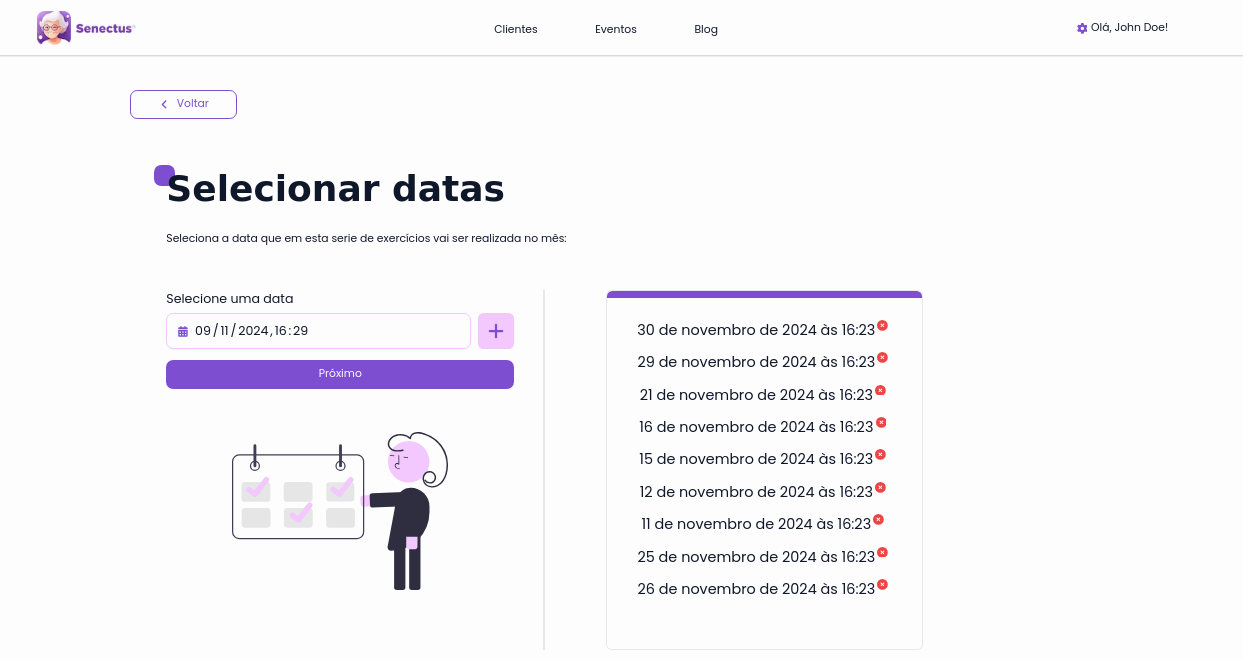 Senectus
Clientes
Eventos
Blog
Olá, John Doe!
Voltar
Selecionar datas
Seleciona a data que em esta serie de exercícios vai ser realizada no mês:
Selecione uma data
09/11/2024,16:29
Próximo
30 de novembro de 2024 às 16:23
29 de novembro de 2024 às 16:23
21 de novembro de 2024 às 16:23
16 de novembro de 2024 às 16:23
15 de novembro de 2024 às 16:23
12 de novembro de 2024 às 16:23
11 de novembro de 2024 às 16:23
25 de novembro de 2024 às 16:23
26 de novembro de 2024 às 16:23